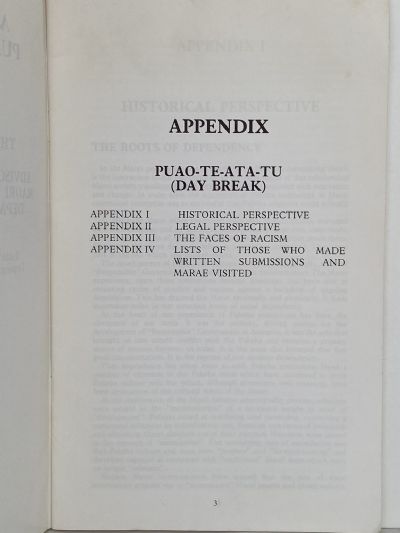 APPENDIX
PUAO-TE-ATA-TU
(DAY BREAK)
APPENDIX I HISTORICAL PERSPECTIVE
APPENDIX II LEGAL PERSPECTIVE
APPENDIX III THE FACES OF RACISM
APPENDIX IV LISTS OF THOSE WHO MADE
WRITTEN SUBMISSIONS AND
MARAE VISITED
3